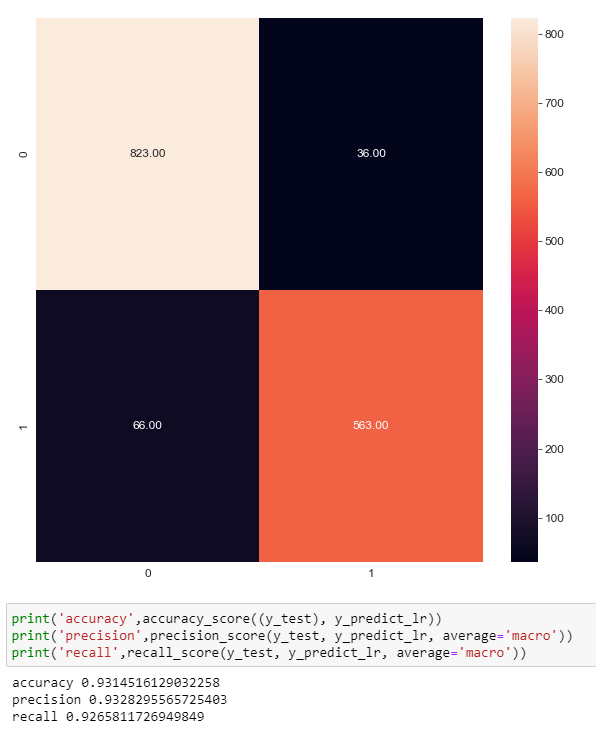 800
0
823.00
36.00
700
600
500
400
300
1
66.00
563.00
200
100
0
1
print('accuracy',accuracy_score((y_test), y_predict_lr))
print('precision',precision_score(y_test, y_predict_lr, average='macro'))
print('recall',recall_score(y_test, y_predict_lr, average='macro'))
accuracy 0.9314516129032258
precision 0.9328295565725403
recall 0.9265811726949849